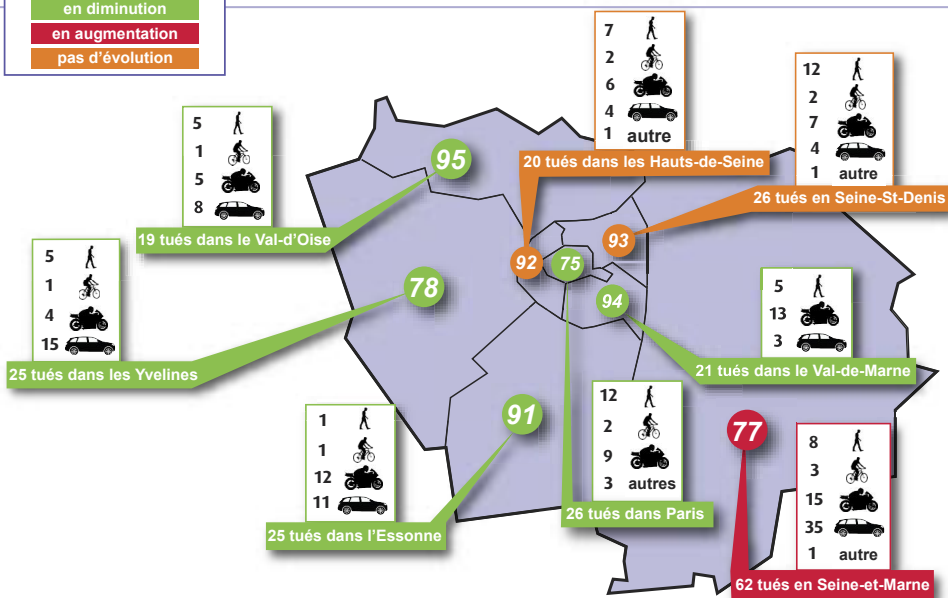 en diminution
en augmentation
pas d'évolution
7
2
6
4
1 autre
20 tués dans les Hauts-de-Seine
12
2
7
4
1 autre
26 tués en Seine-St-Denis
5
1
5
8
19 tués dans le Val-d'Oise
95
93
92
75
5
1
4
15
25 tués dans les Yvelines
78
94
5
13
3
21 tués dans le Val-de-Marne
1
1
12
11
25 tués dans l'Essonne
91
12
2
9
3 autres
26 tués dans Paris
77
8
3
15
35
1 autre
62 tués en Seine-et-Marne